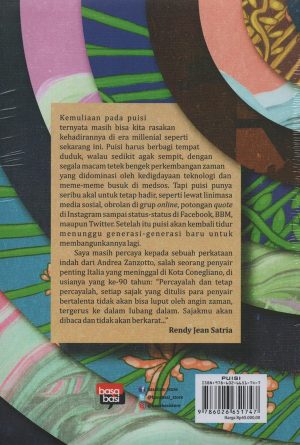 Kemuliaan pada puisi
ternyata masih bisa kita rasakan
kehadirannya di era milenial seperti
sekarang ini. Puisi harus berbagi tempat
duduk, walau sedikit agak sempit, dengan
segala macam tetek bengek perkembangan zaman
yang didominasi oleh kedigdayaan teknologi dan
meme-meme busuk di medsos. Tapi puisi punya
seribu akal untuk tetap hadir, seperti lewat linimasa
media sosial, obrolan di grup online, potongan quote
di Instagram sampai status-status di Facebook, BBM,
maupun Twitter. Setelah itu puisi akan kembali tidur
menunggu generasi-generasi baru untuk
membangunkannya lagi.
Saya masih percaya kepada sebuah perkataan
indah dari Andrea Zanzotto, salah seorang penyair
penting Italia yang meninggal di Kota Conegliano, di
usianya yang ke-90 tahun: "Percayalah dan tetap
percayalah, setiap sajak yang ditulis para penyair
bertalenta tidak akan bisa luput oleh angin zaman,
tergerus ke dalam lubang dalam. Sajakmu akan
dibaca dan tidak akan berkarat..."
Rendy Jean Satria
basa
basi
basabasi_store
@basabasi_store
@basabasistore
PUISI
ISBN 978-602-6651-74-7
9786026651747
Harga Rp60.000,00